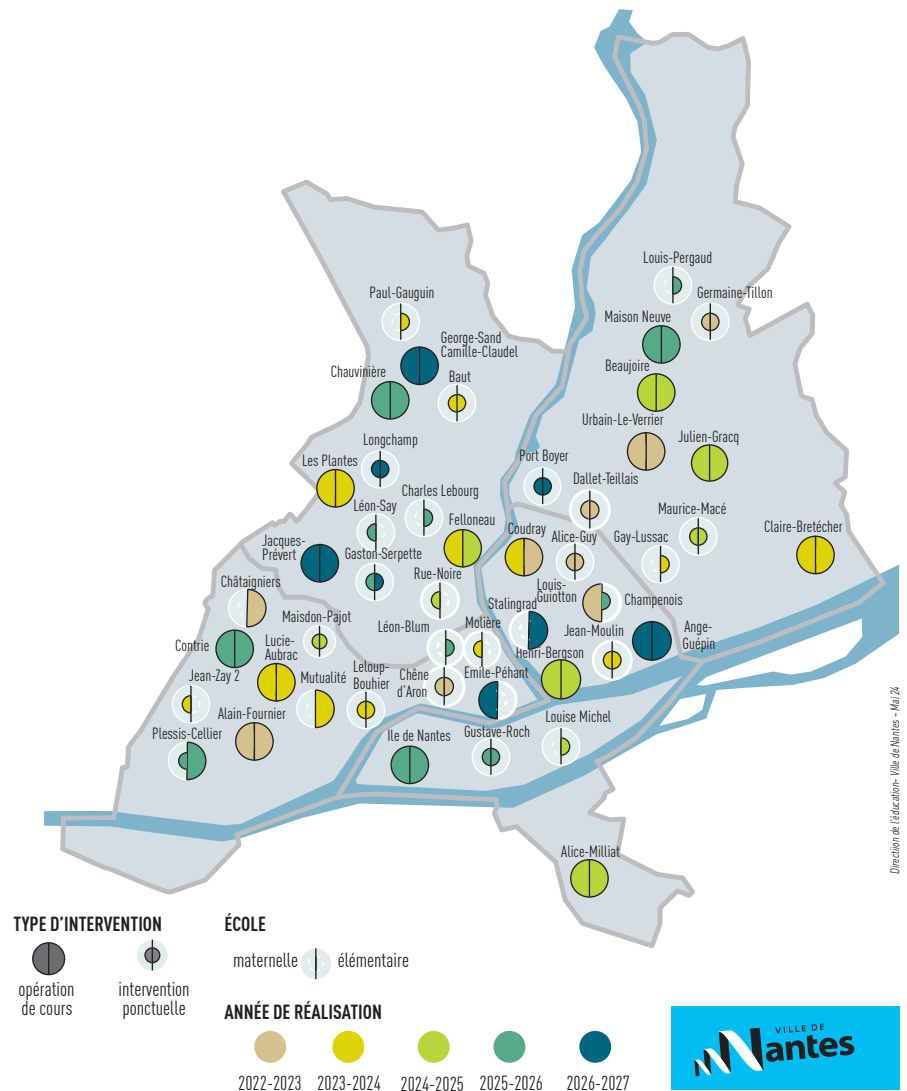 Louis-Pergaud
Germaine-Tillon
Paul-Gauguin
Maison Neuve
George-Sand
Camille-Claudel
Chauvinière
Baut
Beaujoire
Urbain-Le-Verrier
Julien-Gracq
Longchamp
Les Plantes
Port Boyer
Dallet-Teillais
Charles Lebourg
Léon-Say
Maurice-Macé
Felloneau
Coudray
Alice-Guy
Gay-Lussac
Claire-Bretécher
Jacques-
Prévert
Gaston-Serpette
Rue-Noire
Louis-
Guiotton
Champenois
Châtaigniers
Maisdon-Pajot
Stalingrad
Léon-Blum
Molière
Jean-Moulin
Ange-
Guépin
Contrie
Lucie-
Aubrac
Henri-Bergson
Jean-Zay 2
Mutualité
Leloup-
Bouhier
Chêne
d'Aron
Emile-Péhant
Alain-Fournier
Plessis-Cellier
Ile de Nantes
Gustave-Roch
Louise Michel
Alice-Milliat
Directiion de l'éducation- Ville de Nantes - Mai 24
TYPE D'INTERVENTION
opération
de cours
intervention
ponctuelle
ÉCOLE
maternelle
élémentaire
ANNÉE DE RÉALISATION
2022-2023
2023-2024
2024-2025
2025-2026
2026-2027
VILLE DE
Nantes